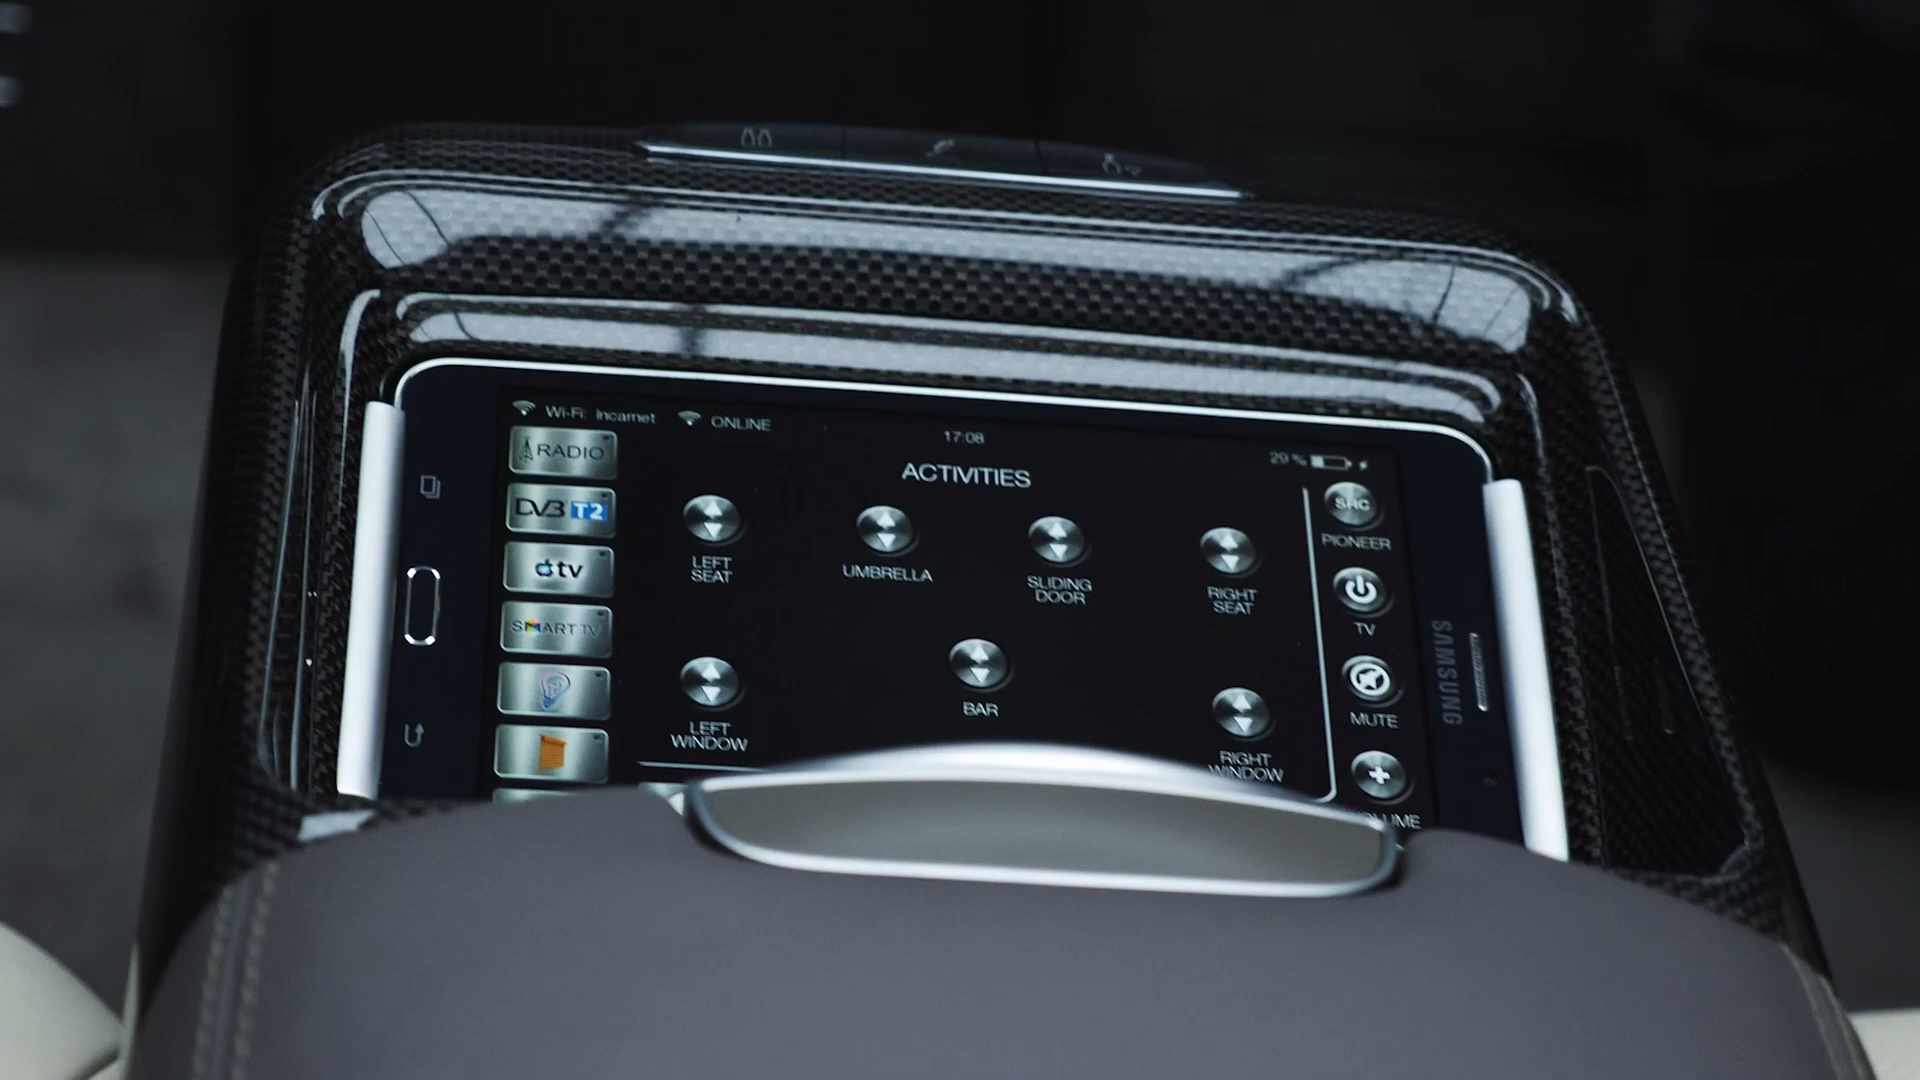 Wi-Fi: Incarnet
ONLINE
17:08
29 %
ACTIVITIES
RADIO
DVB T2
tv
SMART TV
LEFT
SEAT
UMBRELLA
SLIDING
DOOR
RIGHT
SEAT
LEFT
WINDOW
BAR
RIGHT
WINDOW
SRC
PIONEER
TV
MUTE
SAMSUNG